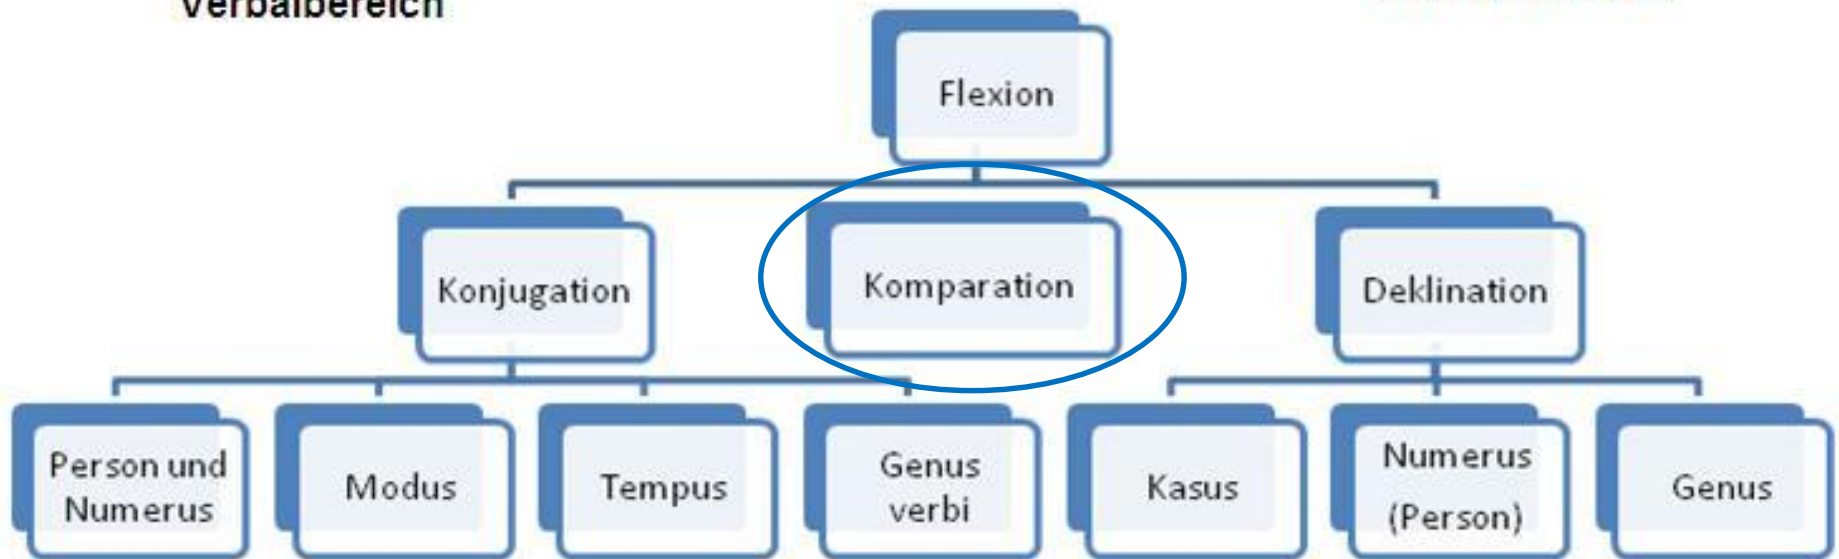 Verbalbereich
Flexion
Konjugation
Komparation
Deklination
Person und
Numerus
Modus
Tempus
Genus
verbi
Kasus
Numerus
(Person)
Genus